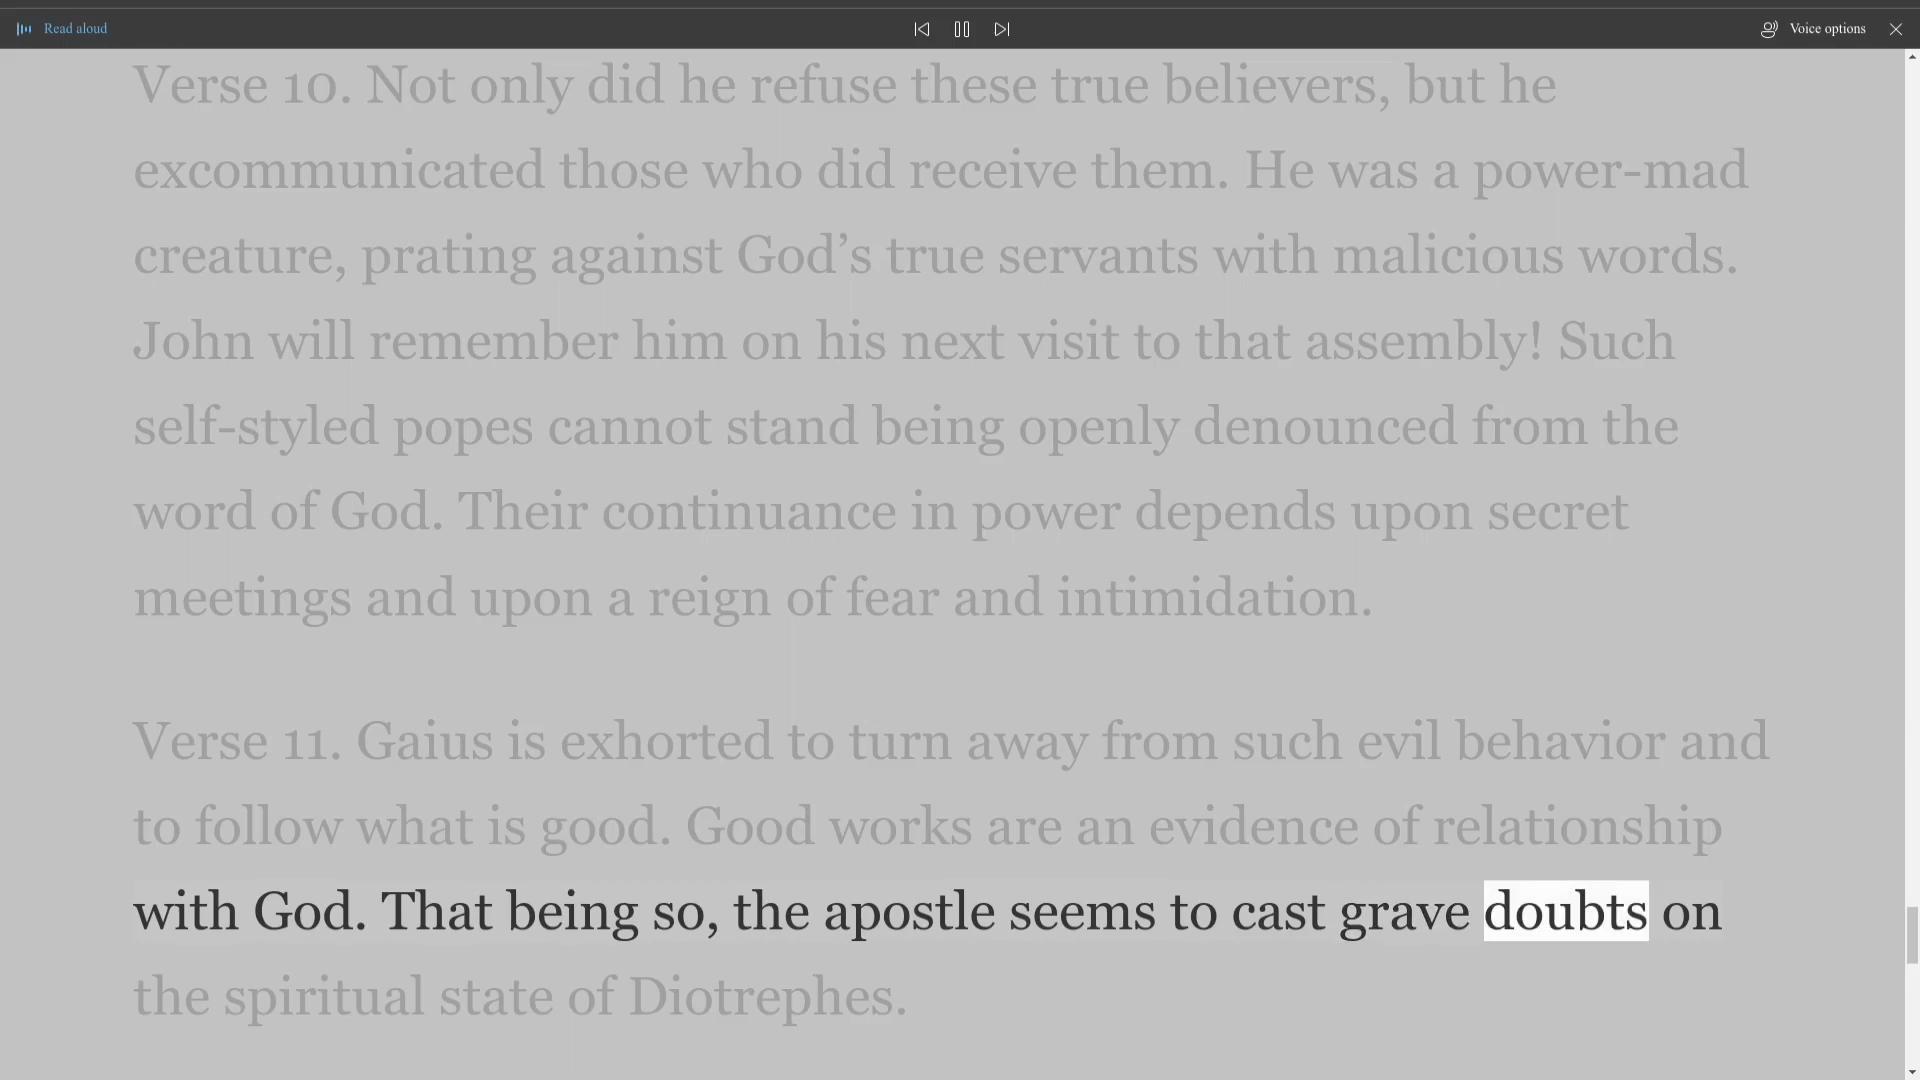 Read aloud
Voice options
Verse 10. Not only did he refuse these true believers, but he
excommunicated those who did receive them. He was a power-mad
creature, prating against God’s true servants with malicious words.
John will remember him on his next visit to that assembly! Such
self-styled popes cannot stand being openly denounced from the
word of God. Their continuance in power depends upon secret
meetings and upon a reign of fear and intimidation.
Verse 11. Gaius is exhorted to turn away from such evil behavior and
to follow what is good. Good works are an evidence of relationship
with God. That being so, the apostle seems to cast grave doubts on
the spiritual state of Diotrephes.